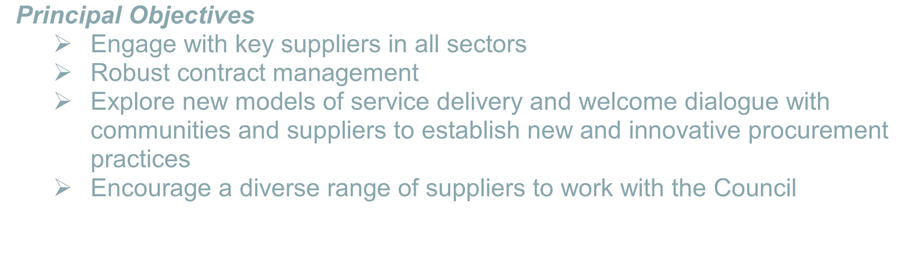 Principal Objectives
➢ Engage with key suppliers in all sectors
➢ Robust contract management
➢ Explore new models of service delivery and welcome dialogue with
communities and suppliers to establish new and innovative procurement
practices
➢ Encourage a diverse range of suppliers to work with the Council